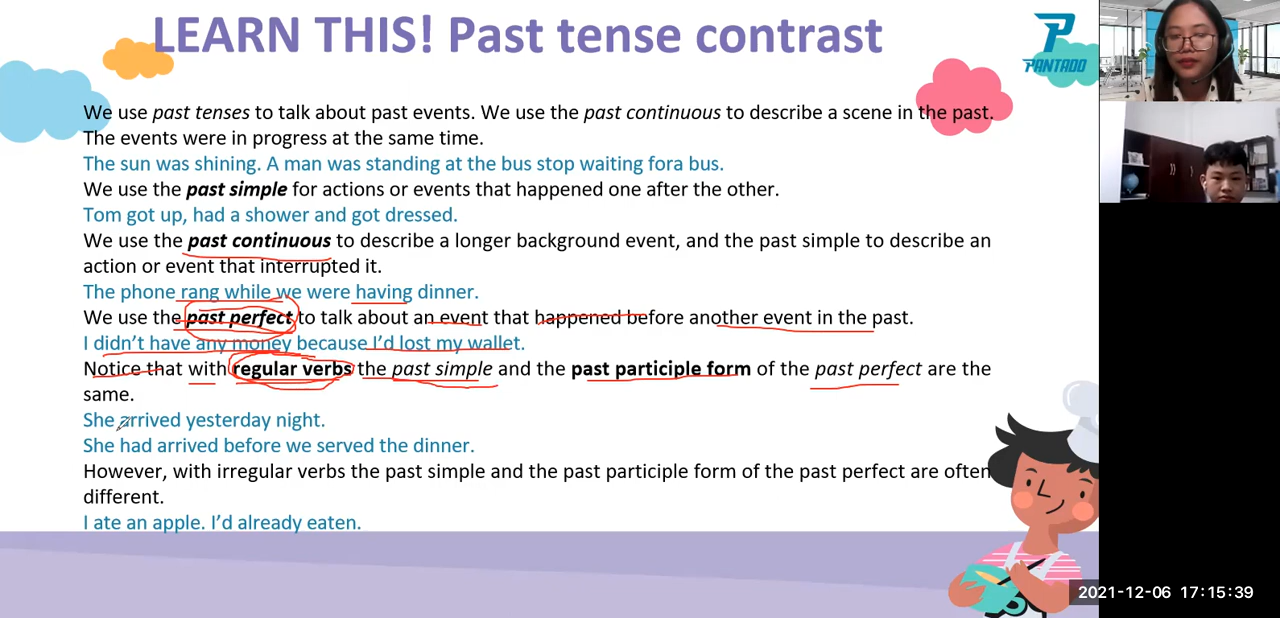 LEARN THIS! Past tense contrast
PANTADO
We use past tenses to talk about past events. We use the past continuous to describe a scene in the past.
The events were in progress at the same time.
The sun was shining. A man was standing at the bus stop waiting fora bus.
We use the past simple for actions or events that happened one after the other.
Tom got up, had a shower and got dressed.
We use the past continuous to describe a longer background event, and the past simple to describe an
action or event that interrupted it.
The phone rang while we were having dinner.
We use the past perfect to talk about an event that happened before another event in the past.
I didn't have any money because I'd lost my wallet.
Notice that with regular verbs the past simple and the past participle form of the past perfect are the
same.
She arrived yesterday night.
She had arrived before we served the dinner.
However, with irregular verbs the past simple and the past participle form of the past perfect are often
different.
I ate an apple. I'd already eaten.
2021-12-06 17:15:39